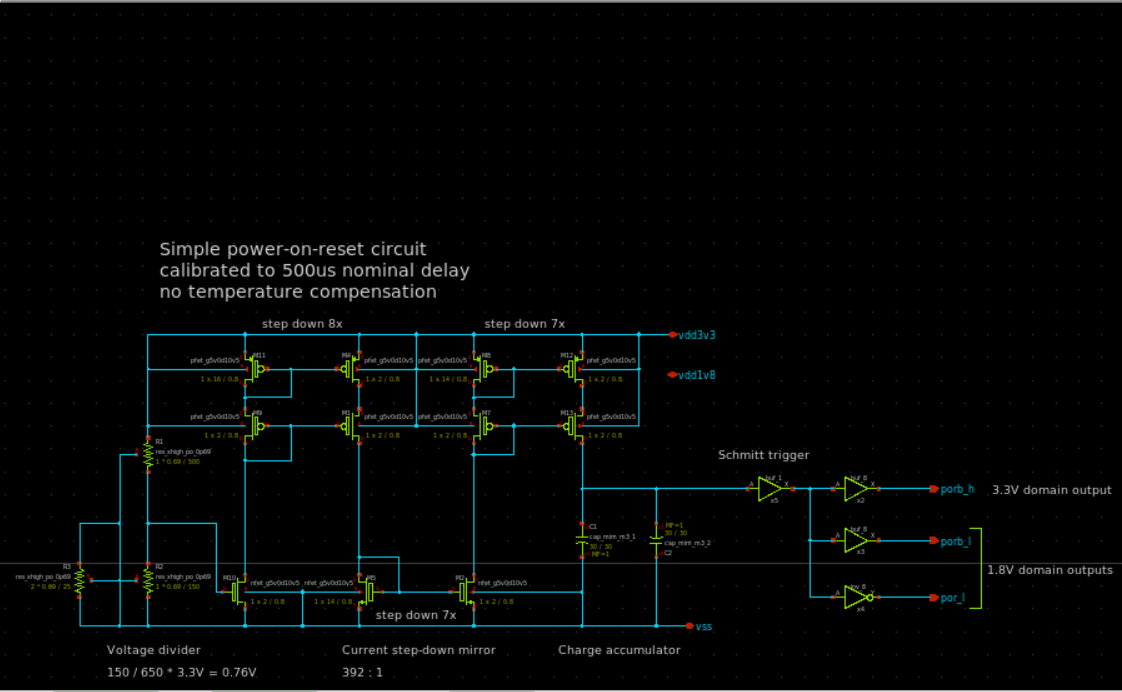 Simple power-on-reset circuit
calibrated to 500us nominal delay
no temperature compensation
step down 8x
step down 7x
vdd3v3
vdd1v8
pfet_g5v0d10v5
M11
1 x 16 / 0.8
M4
pfet_g5v0d10v5
1 x 2 / 0.8
pfet_g5v0d10v5
M8
1 x 14 / 0.8
M12
pfet_g5v0d10v5
1 x 2 / 0.8
pfet_g5v0d10v5
M9
1 x 2 / 0.8
M1
pfet_g5v0d10v5
1 x 2 / 0.8
pfet_g5v0d10v5
M7
1 x 2 / 0.8
M13
pfet_g5v0d10v5
1 x 2 / 0.8
R1
res_xhigh_po_0p69
1 * 0.69 / 500
Schmitt trigger
A
buf_1
X
x5
A
buf_8
X
x2
porb_h
3.3V domain output
A
buf_8
X
x3
porb_l
1.8V domain outputs
A
inv_8
X
x4
por_l
C1
cap_mim_m3_1
30 / 30
MF=1
MF=1
30 / 30
cap_mim_m3_2
C2
R3
res_xhigh_po_0p69
2 * 0.69 / 25
R2
res_xhigh_po_0p69
1 * 0.69 / 150
M10
nfet_g5v0d10v5
1 x 2 / 0.8
nfet_g5v0d10v5
M5
1 x 14 / 0.8
M2
nfet_g5v0d10v5
1 x 2 / 0.8
step down 7x
vss
Voltage divider
150 / 650 * 3.3V = 0.76V
Current step-down mirror
392 : 1
Charge accumulator